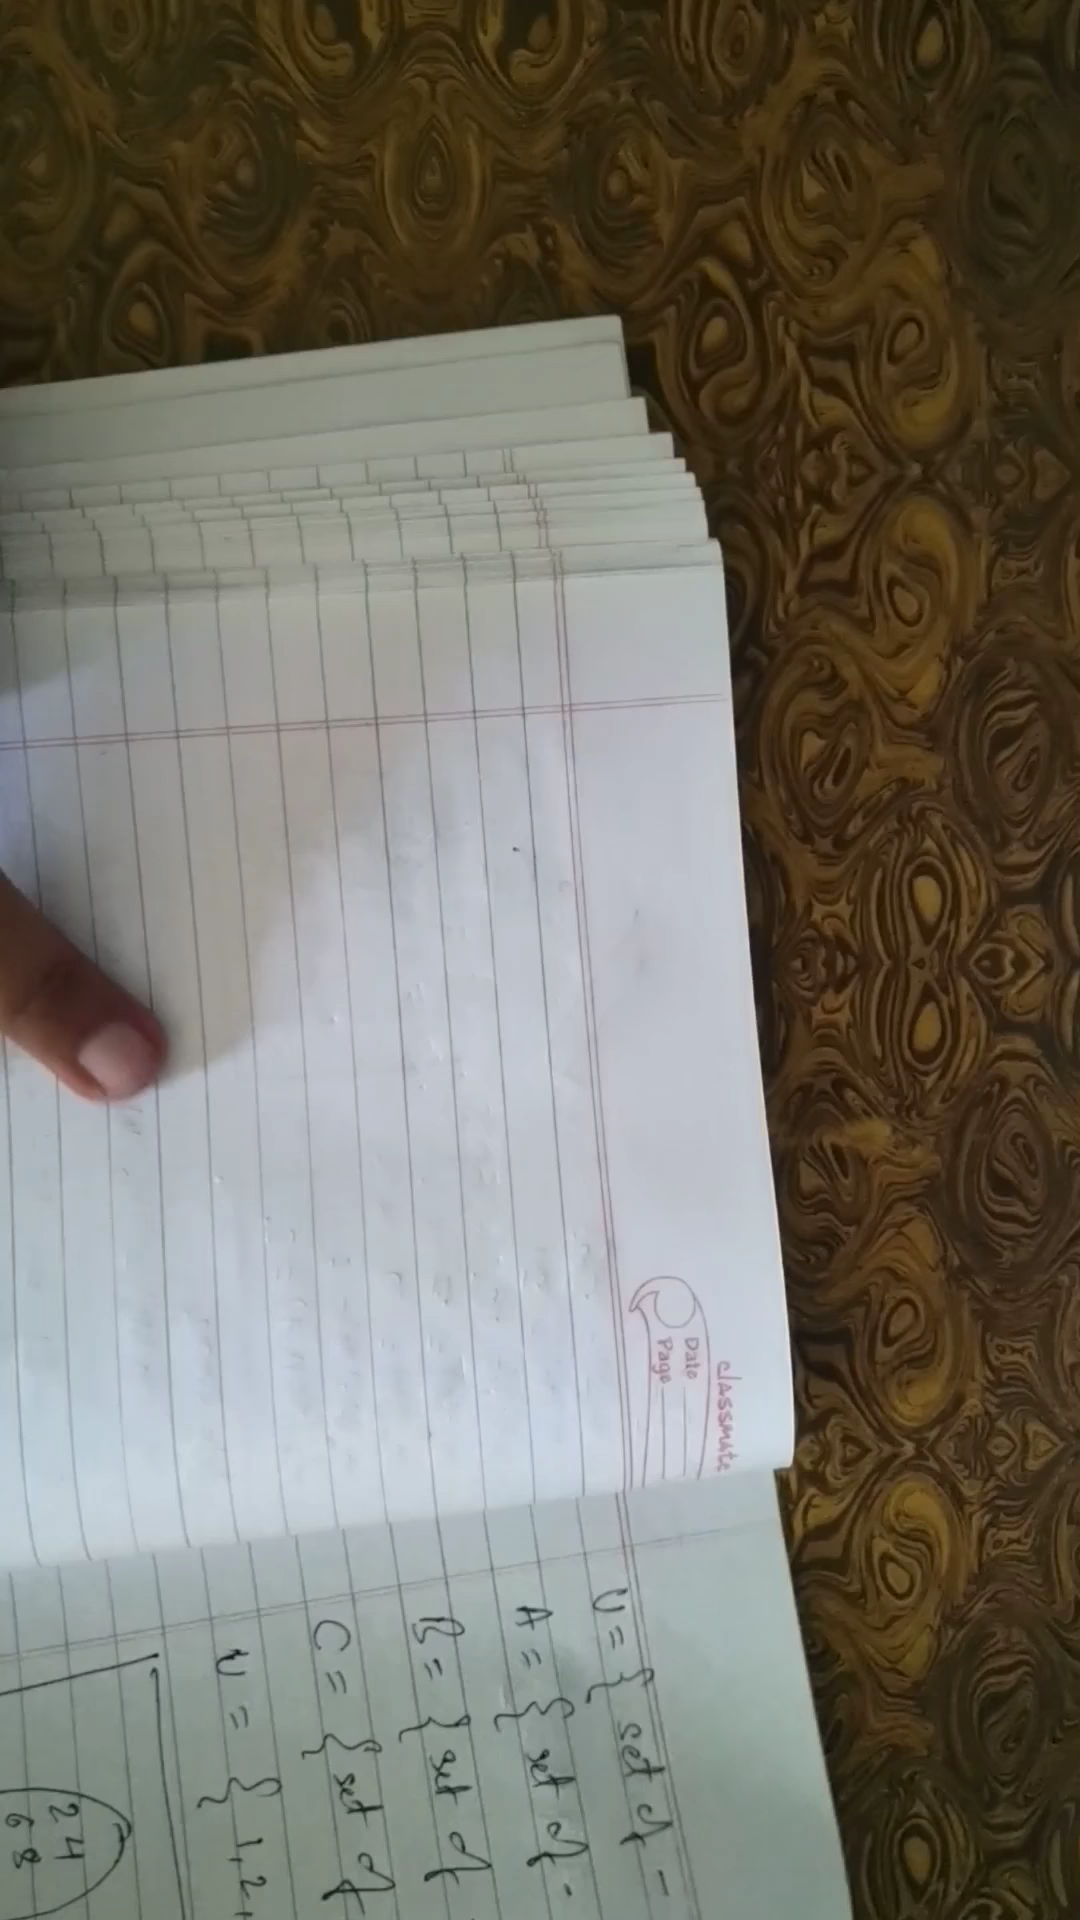 classmate
Date
Page
U = { set of -
A = { set of -
B = { set of
C = { set of
U = { 1, 2,
2 4
6 8